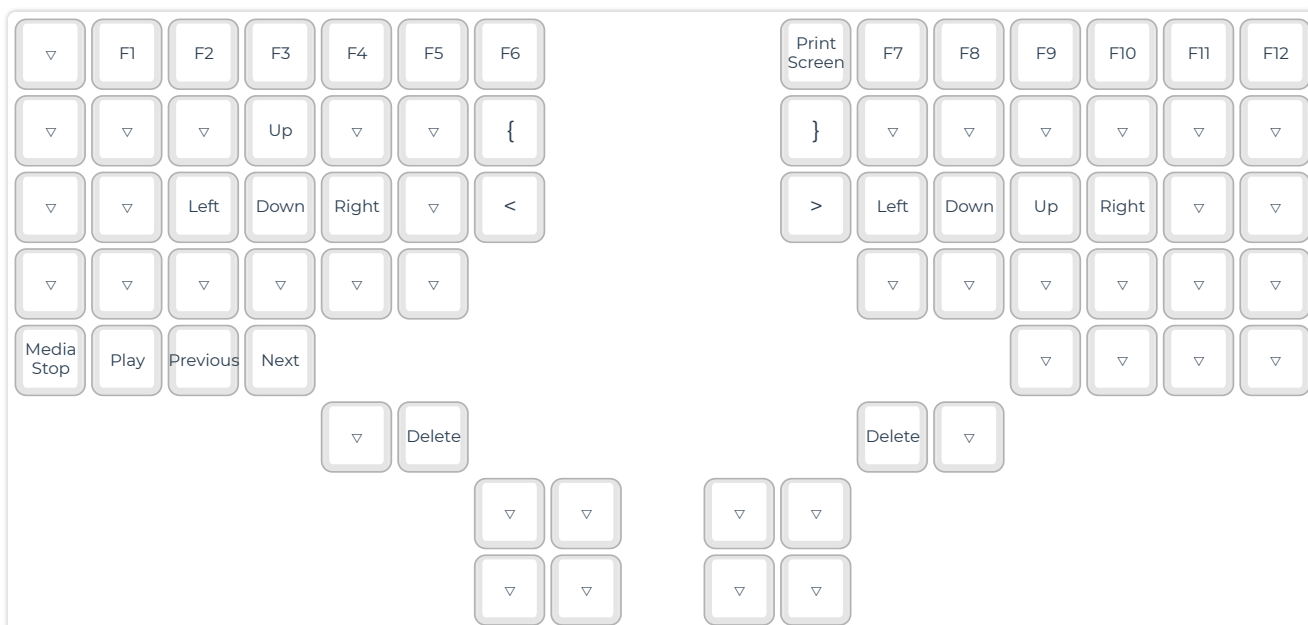 ▽ F1 F2 F3 F4 F5 F6 Print Screen F7 F8 F9 F10 F11 F12
▽ ▽ ▽ Up ▽ ▽ { } ▽ ▽ ▽ ▽ ▽ ▽
▽ ▽ Left Down Right ▽ < > Left Down Up Right ▽ ▽
▽ ▽ ▽ ▽ ▽ ▽ ▽ ▽ ▽ ▽ ▽ ▽
Media Stop Play Previous Next ▽ ▽ ▽ ▽
▽ Delete Delete ▽
▽ ▽ ▽ ▽
▽ ▽ ▽ ▽